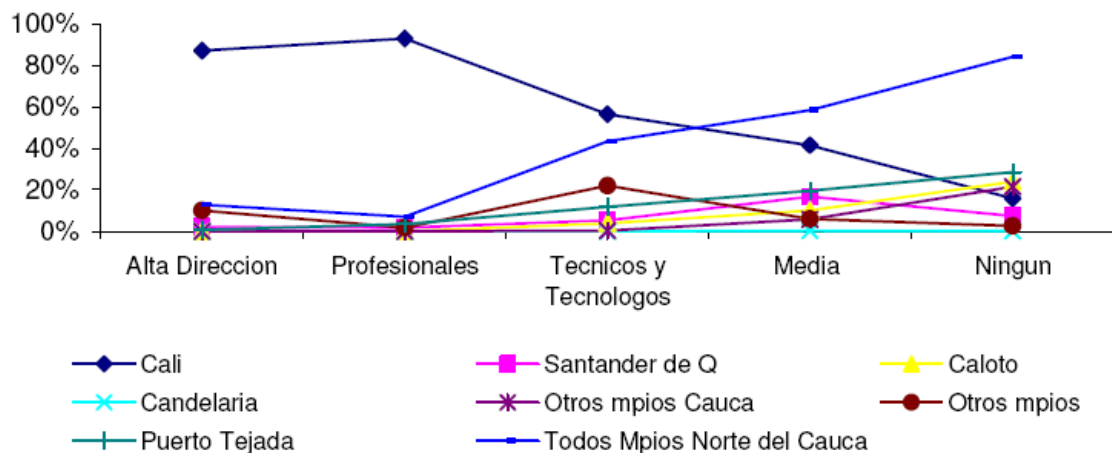 100%
80%
60%
40%
20%
0%
Alta Direccion Profesionales Tecnicos y Tecnologos Media Ningun
Cali Santander de Q Caloto
Candelaria Otros mpios Cauca Otros mpios
Puerto Tejada Todos Mpios Norte del Cauca